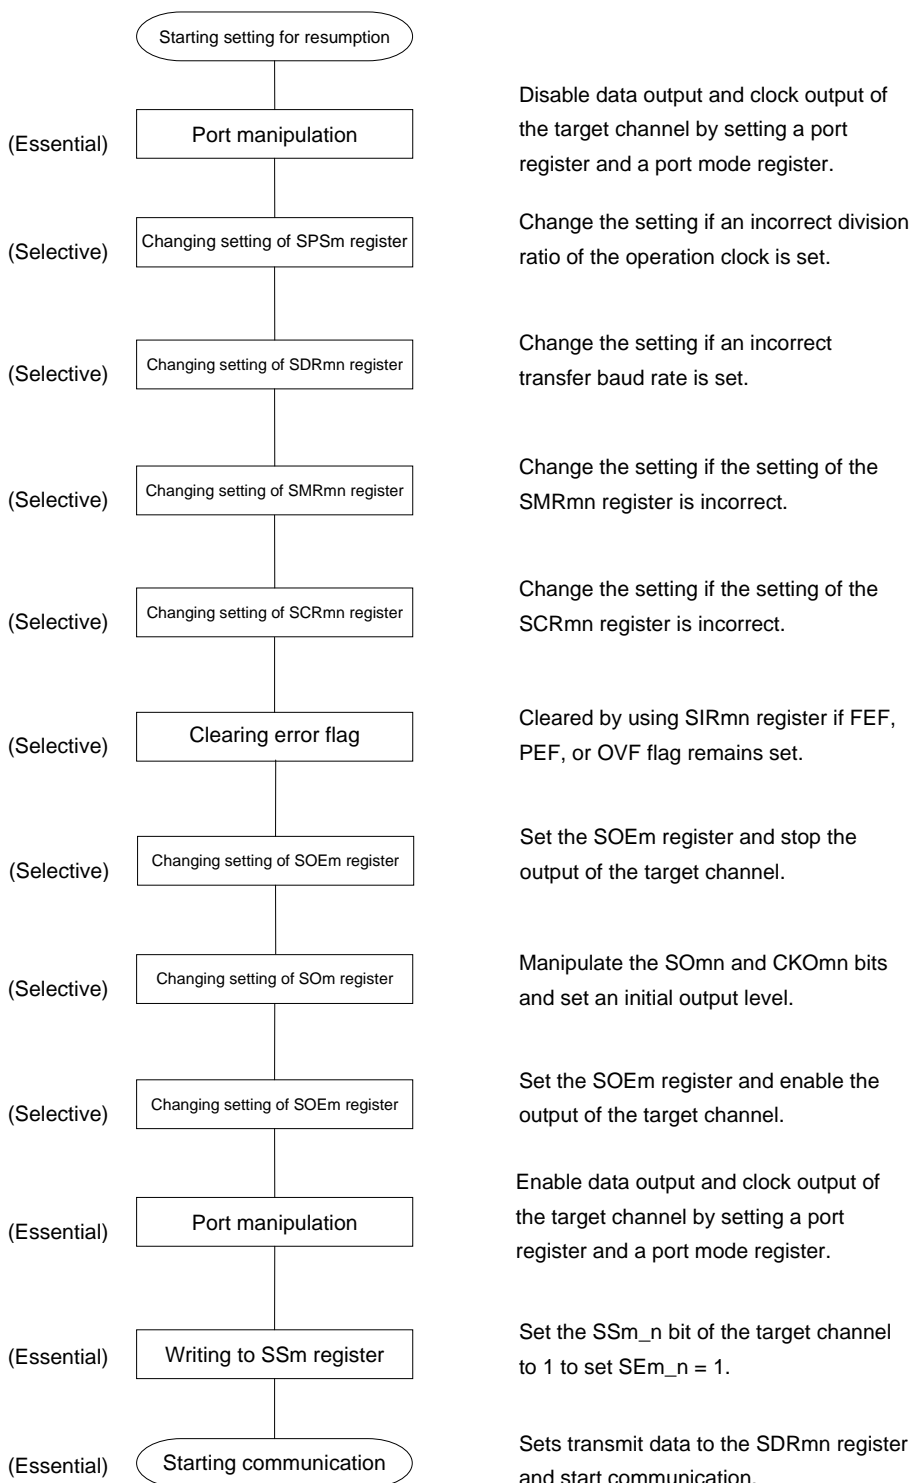 Starting setting for resumption
(Essential)
Port manipulation
Disable data output and clock output of
the target channel by setting a port
register and a port mode register.
(Selective)
Changing setting of SPSm register
Change the setting if an incorrect division
ratio of the operation clock is set.
(Selective)
Changing setting of SDRmn register
Change the setting if an incorrect
transfer baud rate is set.
(Selective)
Changing setting of SMRmn register
Change the setting if the setting of the
SMRmn register is incorrect.
(Selective)
Changing setting of SCRmn register
Change the setting if the setting of the
SCRmn register is incorrect.
(Selective)
Clearing error flag
Cleared by using SIRmn register if FEF,
PEF, or OVF flag remains set.
(Selective)
Changing setting of SOEm register
Set the SOEm register and stop the
output of the target channel.
(Selective)
Changing setting of SOm register
Manipulate the SOmn and CKOmn bits
and set an initial output level.
(Selective)
Changing setting of SOEm register
Set the SOEm register and enable the
output of the target channel.
(Essential)
Port manipulation
Enable data output and clock output of
the target channel by setting a port
register and a port mode register.
(Essential)
Writing to SSm register
Set the SSm_n bit of the target channel
to 1 to set SEm_n = 1.
(Essential)
Starting communication
Sets transmit data to the SDRmn register
and start communication.